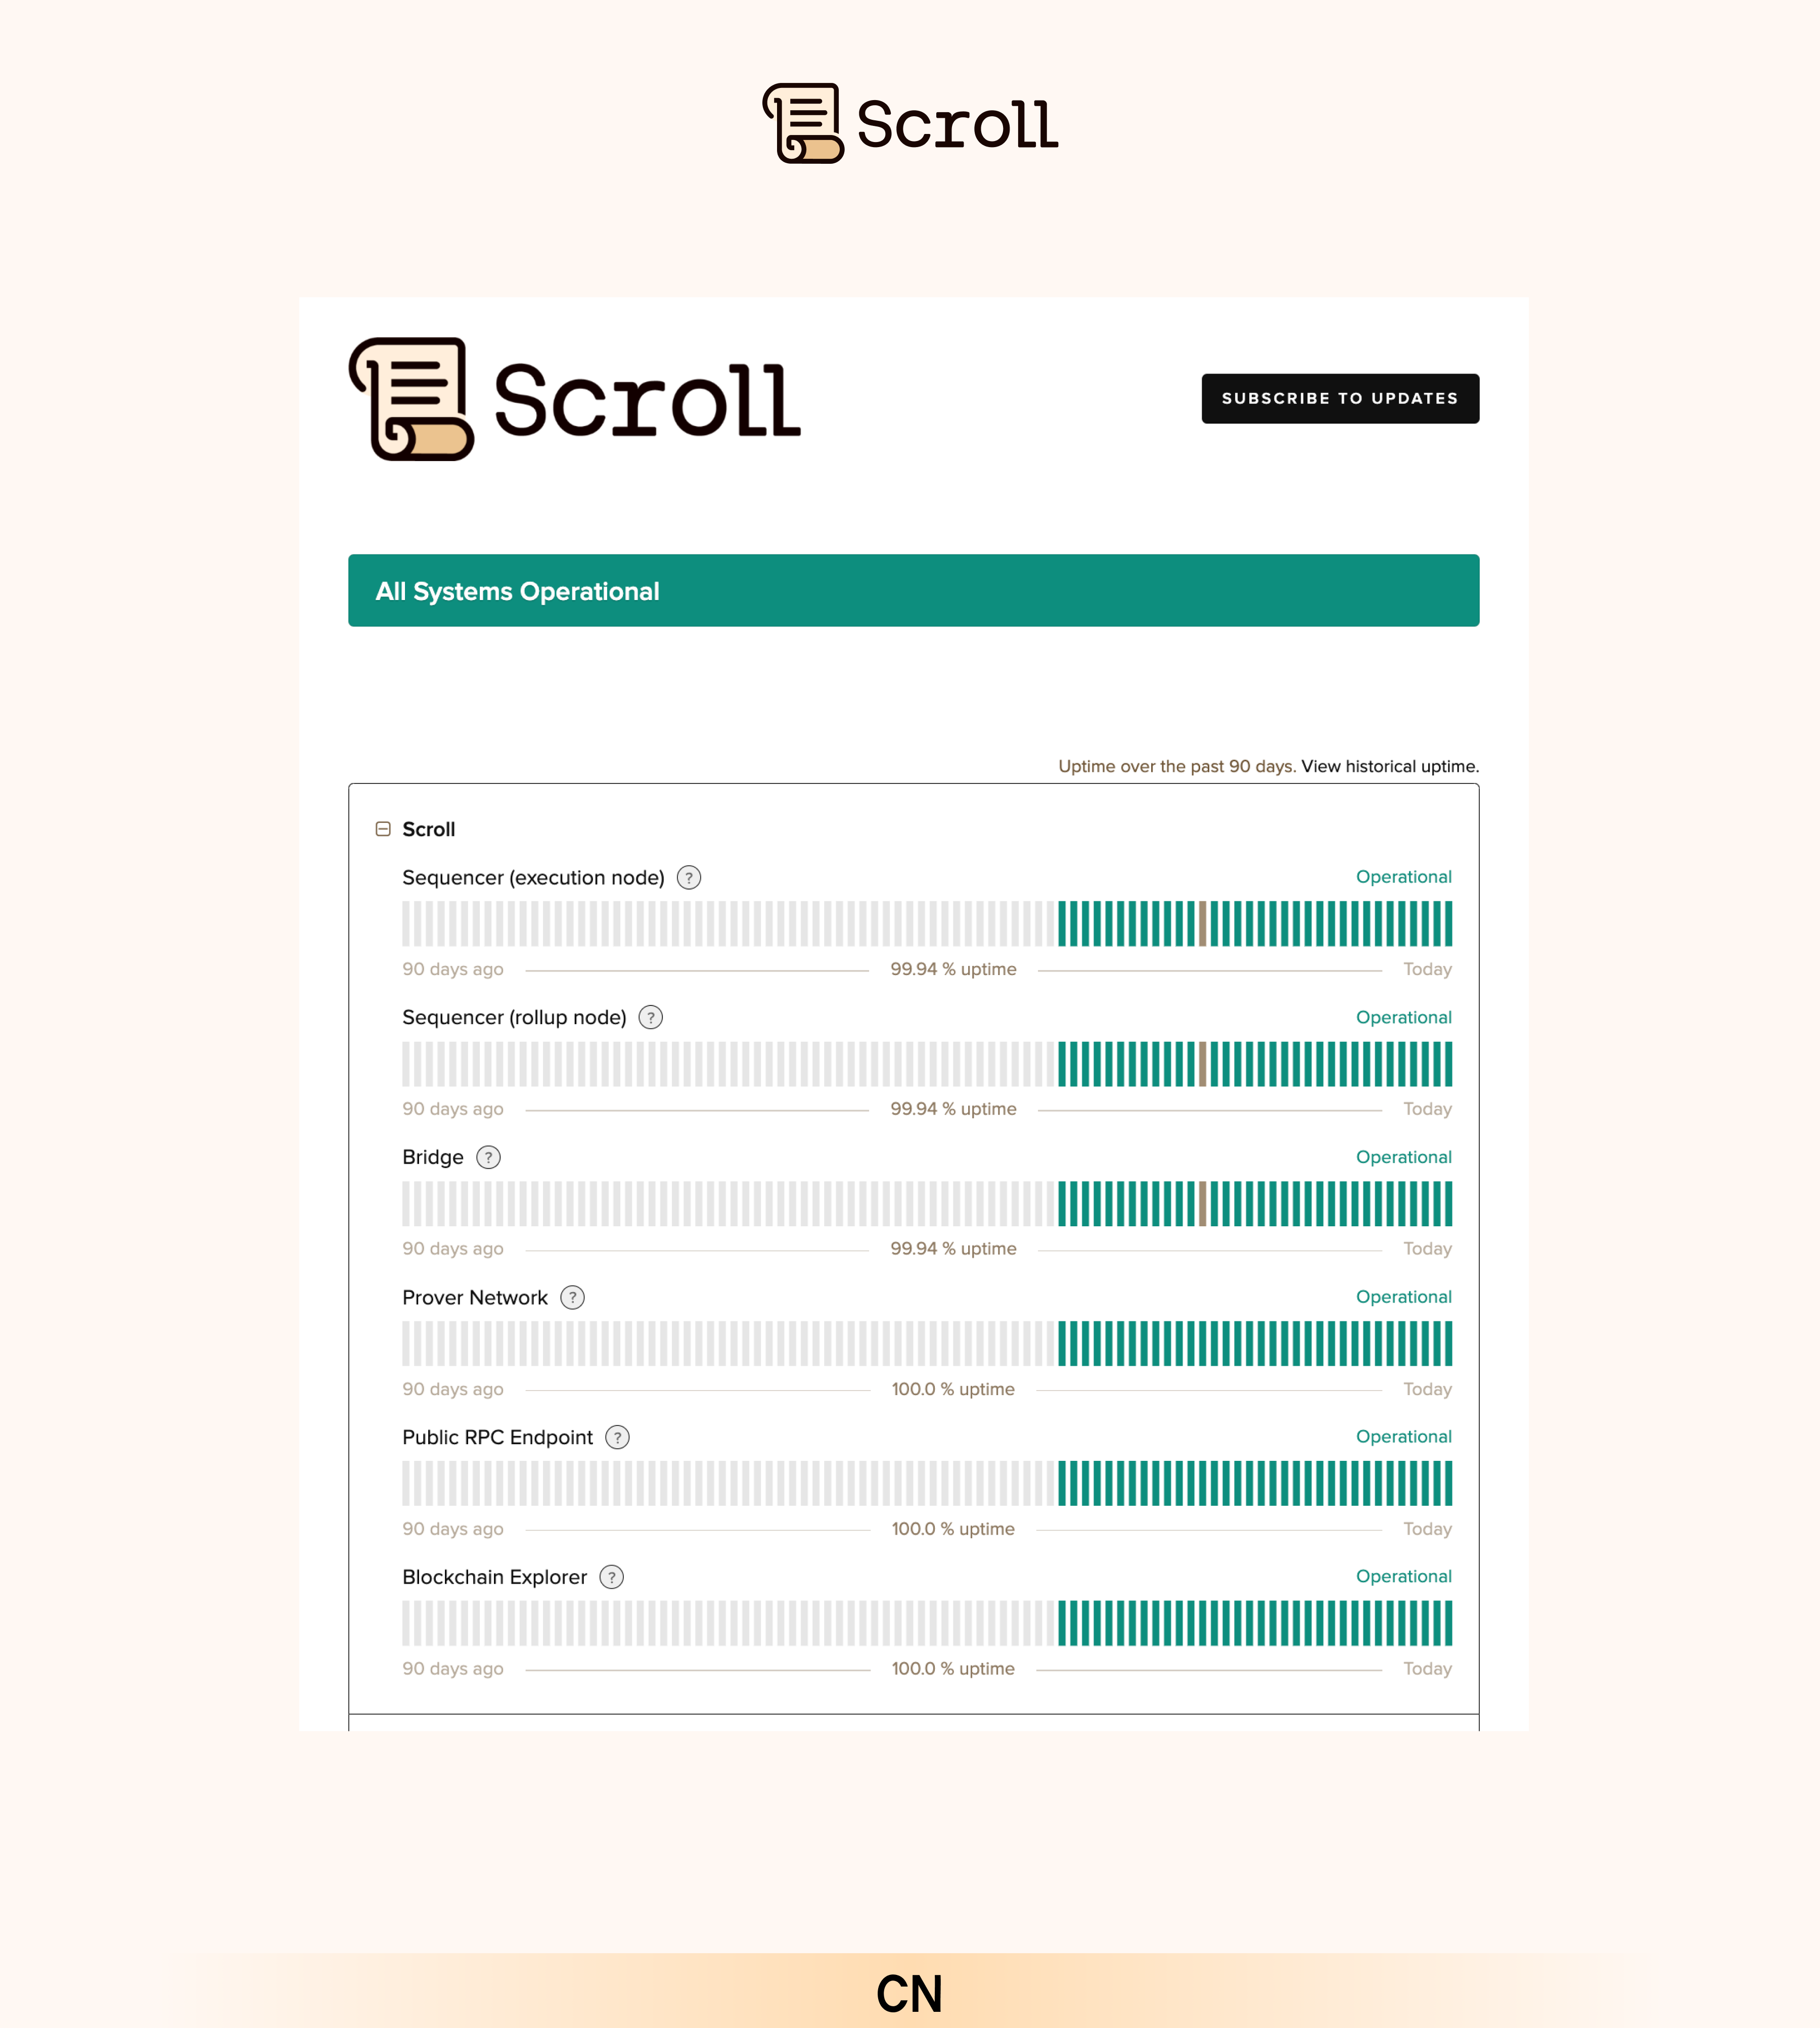 Scroll
Scroll
SUBSCRIBE TO UPDATES
All Systems Operational
Uptime over the past 90 days. View historical uptime.
Scroll
Sequencer (execution node) ? Operational
90 days ago 99.94 % uptime Today
Sequencer (rollup node) ? Operational
90 days ago 99.94 % uptime Today
Bridge ? Operational
90 days ago 99.94 % uptime Today
Prover Network ? Operational
90 days ago 100.0 % uptime Today
Public RPC Endpoint ? Operational
90 days ago 100.0 % uptime Today
Blockchain Explorer ? Operational
90 days ago 100.0 % uptime Today
CN